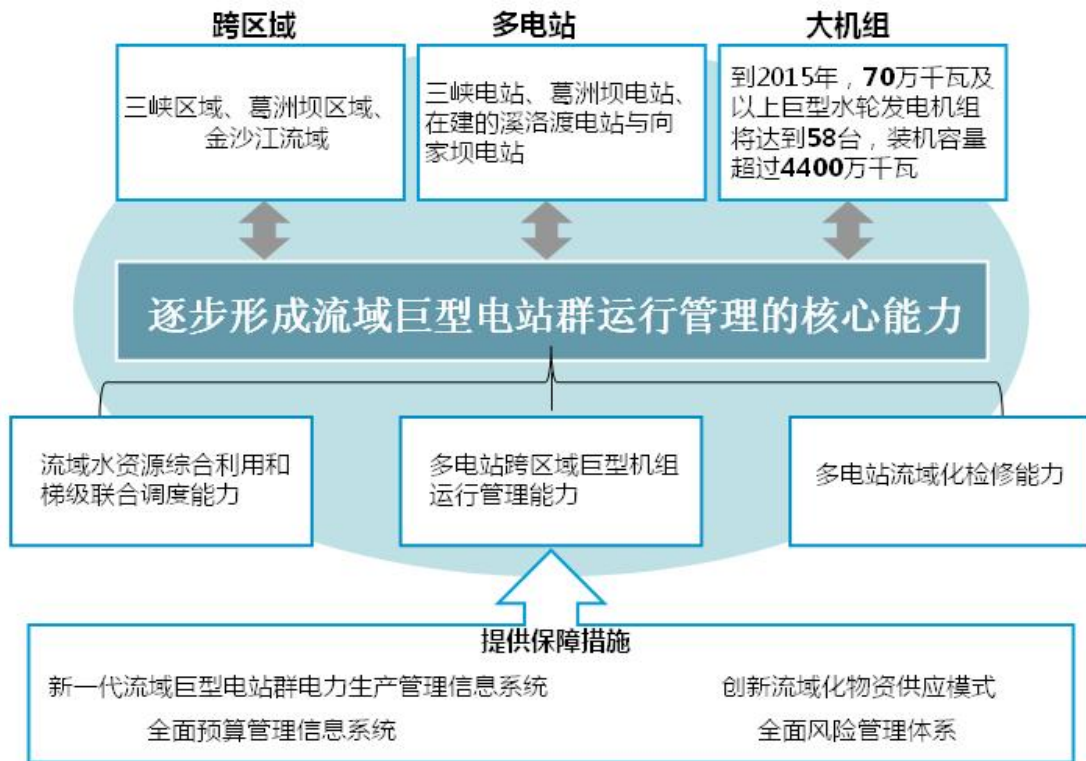 跨区域
多电站
大机组
三峡区域、葛洲坝区域、
金沙江流域
三峡电站、葛洲坝电站、
在建的溪洛渡电站与向
家坝电站
到2015年，70万千瓦及
以上巨型水轮发电机组
将达到58台，装机容量
超过4400万千瓦
逐步形成流域巨型电站群运行管理的核心能力
流域水资源综合利用和
梯级联合调度能力
多电站跨区域巨型机组
运行管理能力
多电站流域化检修能力
提供保障措施
新一代流域巨型电站群电力生产管理信息系统
创新流域化物资供应模式
全面预算管理信息系统
全面风险管理体系